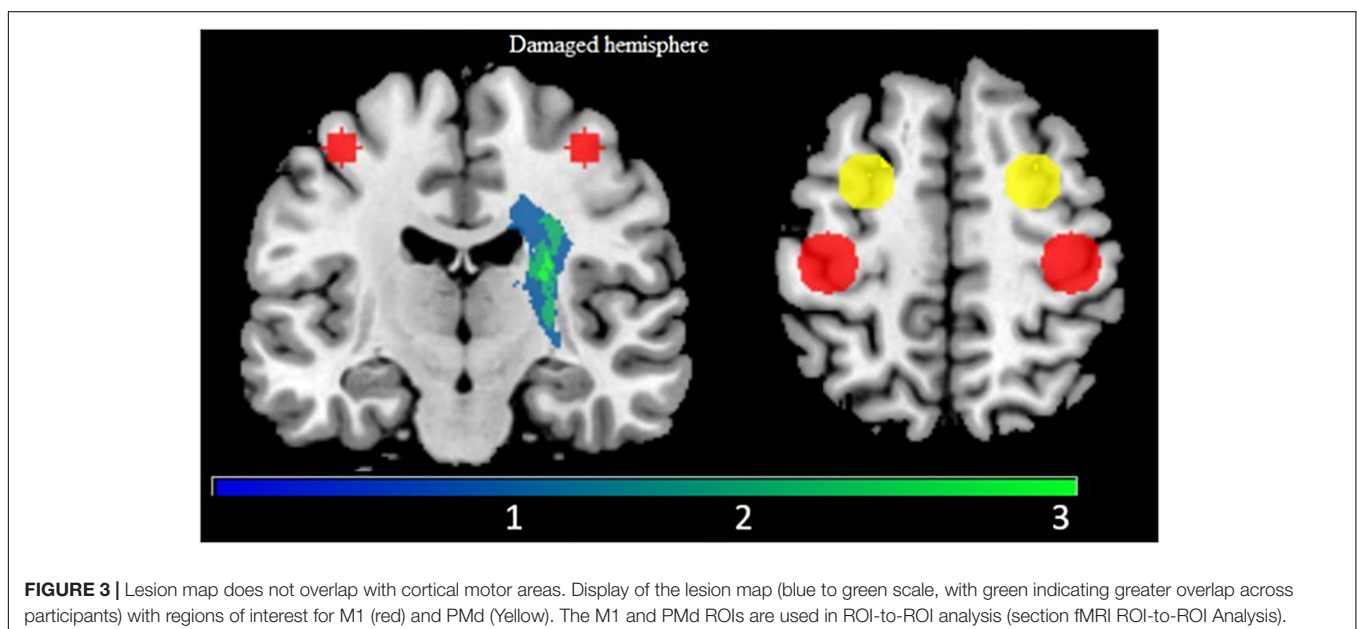 Damaged hemisphere
1 2 3
FIGURE 3 | Lesion map does not overlap with cortical motor areas. Display of the lesion map (blue to green scale, with green indicating greater overlap across
participants) with regions of interest for M1 (red) and PMd (Yellow). The M1 and PMd ROIs are used in ROI-to-ROI analysis (section fMRI ROI-to-ROI Analysis).